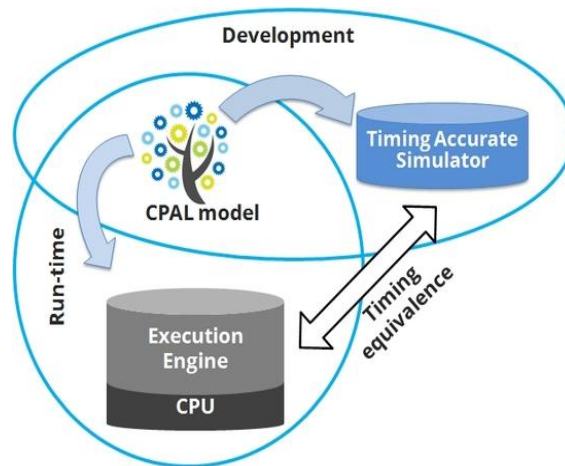 Development
Timing Accurate
Simulator
CPAL model
Run-time
Timing
equivalence
Execution
Engine
CPU